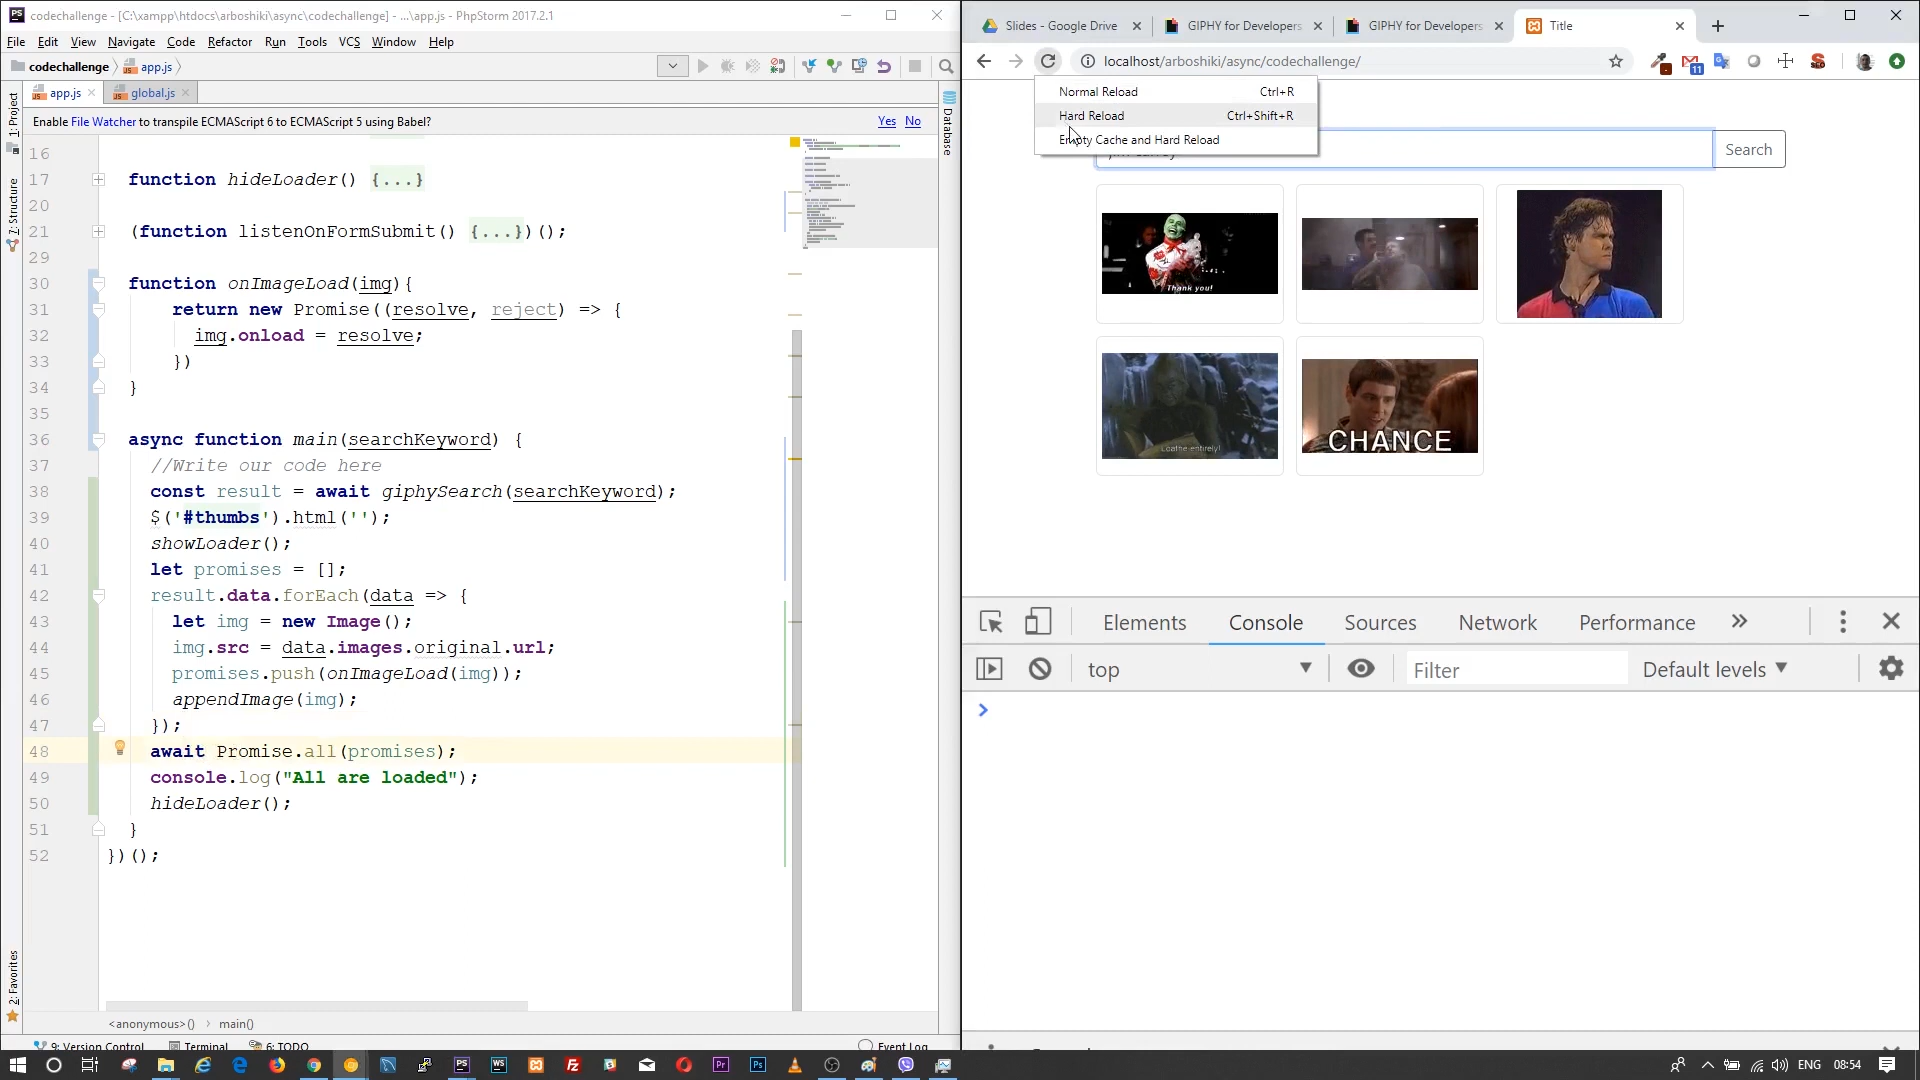 codechallenge - [C:\xampp\htdocs\arboshiki\async\codechallenge] - ...\app.js - PhpStorm 2017.2.1
File Edit View Navigate Code Refactor Run Tools VCS Window Help
codechallenge app.js
app.js global.js
Enable File Watcher to transpile ECMAScript 6 to ECMAScript 5 using Babel? Yes No
1: Project
7: Structure
2: Favorites
Database
16
17 function hideLoader() {...}
20
21 (function listenOnFormSubmit() {...})();
29
30 function onImageLoad(img){
31 return new Promise((resolve, reject) => {
32 img.onload = resolve;
33 })
34 }
35
36 async function main(searchKeyword) {
37 //Write our code here
38 const result = await giphySearch(searchKeyword);
39 $('#thumbs').html('');
40 showLoader();
41 let promises = [];
42 result.data.forEach(data => {
43 let img = new Image();
44 img.src = data.images.original.url;
45 promises.push(onImageLoad(img));
46 appendImage(img);
47 });
48 await Promise.all(promises);
49 console.log("All are loaded");
50 hideLoader();
51 }
52 })();
<anonymous>() main()
9: Version Control Terminal 6: TODO Event Log
Slides - Google Drive GIPHY for Developers GIPHY for Developers Title
localhost/arboshiki/async/codechallenge/
11
Normal Reload Ctrl+R
Hard Reload Ctrl+Shift+R
Empty Cache and Hard Reload
Search
Thank you!
Loathe entirely!
CHANCE
Elements Console Sources Network Performance
top Filter Default levels
ENG 08:54